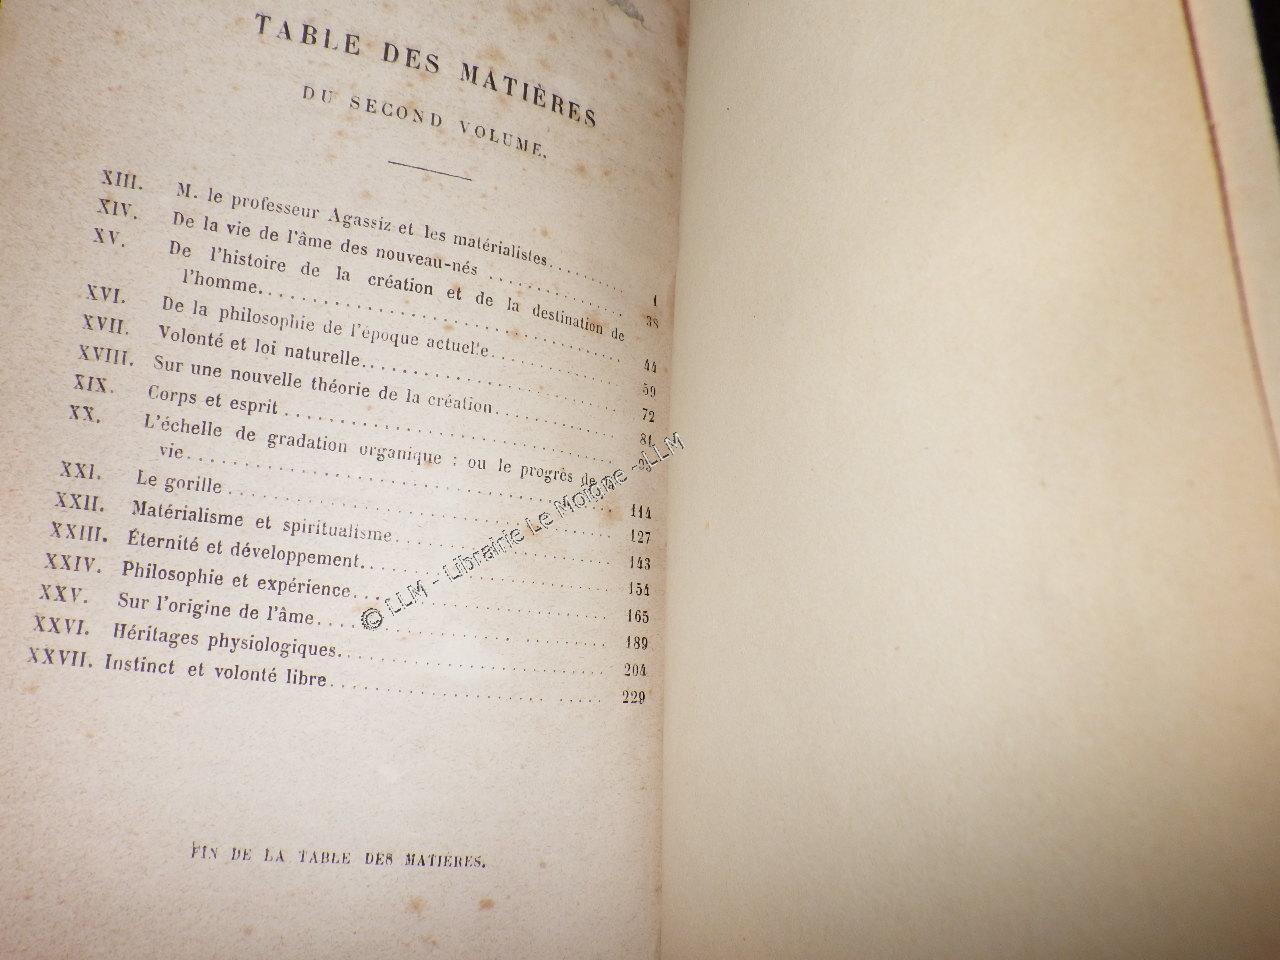 TABLE DES MATIÈRES
DU SECOND VOLUME.
XIII. M. le professeur Agassiz et les matérialistes........ 1
XIV. De la vie de l'âme des nouveau-nés ................ 38
XV. De l'histoire de la création et de la destination de
l'homme................................ 44
XVI. De la philosophie de l'époque actuelle.............. 59
XVII. Volonté et loi naturelle......................... 72
XVIII. Sur une nouvelle théorie de la création............ 81
XIX. Corps et esprit ..............................
XX. L'échelle de gradation organique : ou le progrès de
vie.................................... 114
XXI. Le gorille ................................. 127
XXII. Matérialisme et spiritualisme..................... 143
XXIII. Éternité et développement....................... 154
XXIV. Philosophie et expérience....................... 165
XXV. Sur l'origine de l'âme........................... 189
XXVI. Héritages physiologiques......................... 204
XXVII. Instinct et volonté libre......................... 229
FIN DE LA TABLE DES MATIÈRES.
© LLM - Librairie Le Moigne - LLM